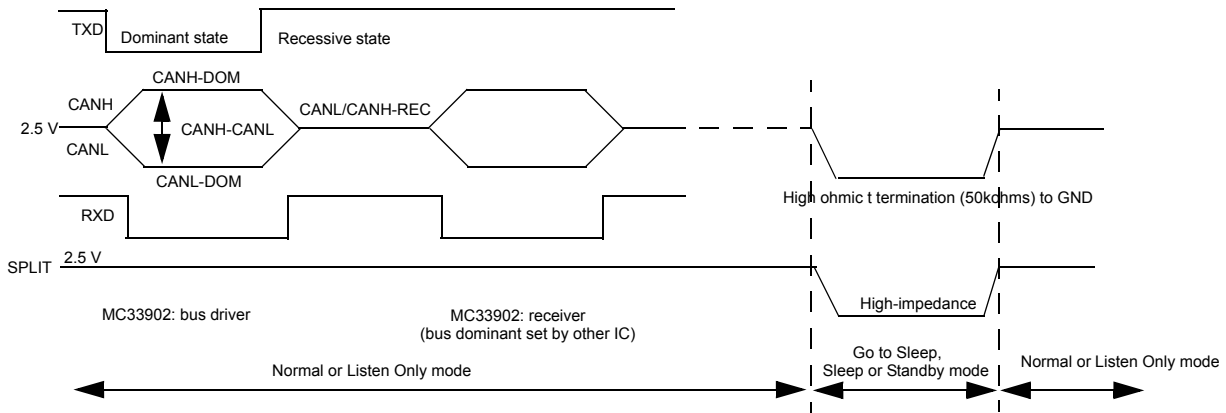 TXD
Dominant state
Recessive state
CANH-DOM
CANH
CANL/CANH-REC
2.5 V
CANH-CANL
CANL
CANL-DOM
High ohmic t termination (50kohms) to GND
RXD
2.5 V
SPLIT
High-impedance
MC33902: bus driver
MC33902: receiver
(bus dominant set by other IC)
Go to Sleep,
Sleep or Standby mode
Normal or Listen Only mode
Normal or Listen Only mode